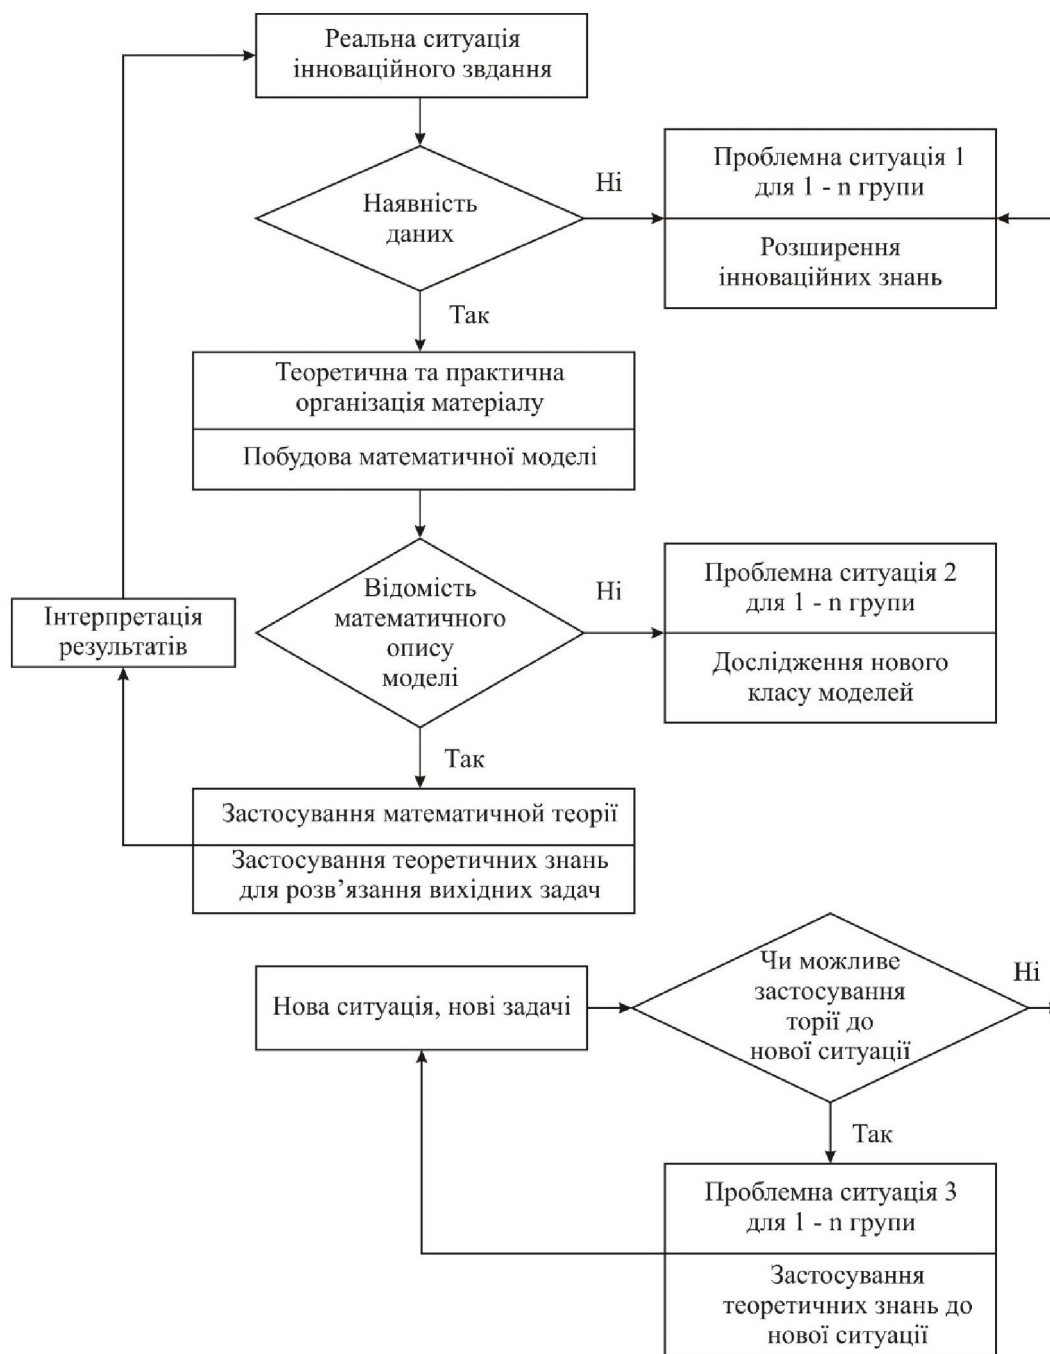 Реальна ситуація
інноваційного звдання
Наявність
даних
Ні
Проблемна ситуація 1
для 1 - n групи
Розширення
інноваційних знань
Так
Теоретична та практична
організація матеріалу
Побудова математичної моделі
Відомість
математичного
опису
моделі
Ні
Проблемна ситуація 2
для 1 - n групи
Дослідження нового
класу моделей
Інтерпретація
результатів
Так
Застосування математичної теорії
Застосування теоретичних знань
для розв’язання вихідних задач
Нова ситуація, нові задачі
Чи можливе
застосування
торії до
нової ситуації
Ні
Так
Проблемна ситуація 3
для 1 - n групи
Застосування
теоретичних знань до
нової ситуації